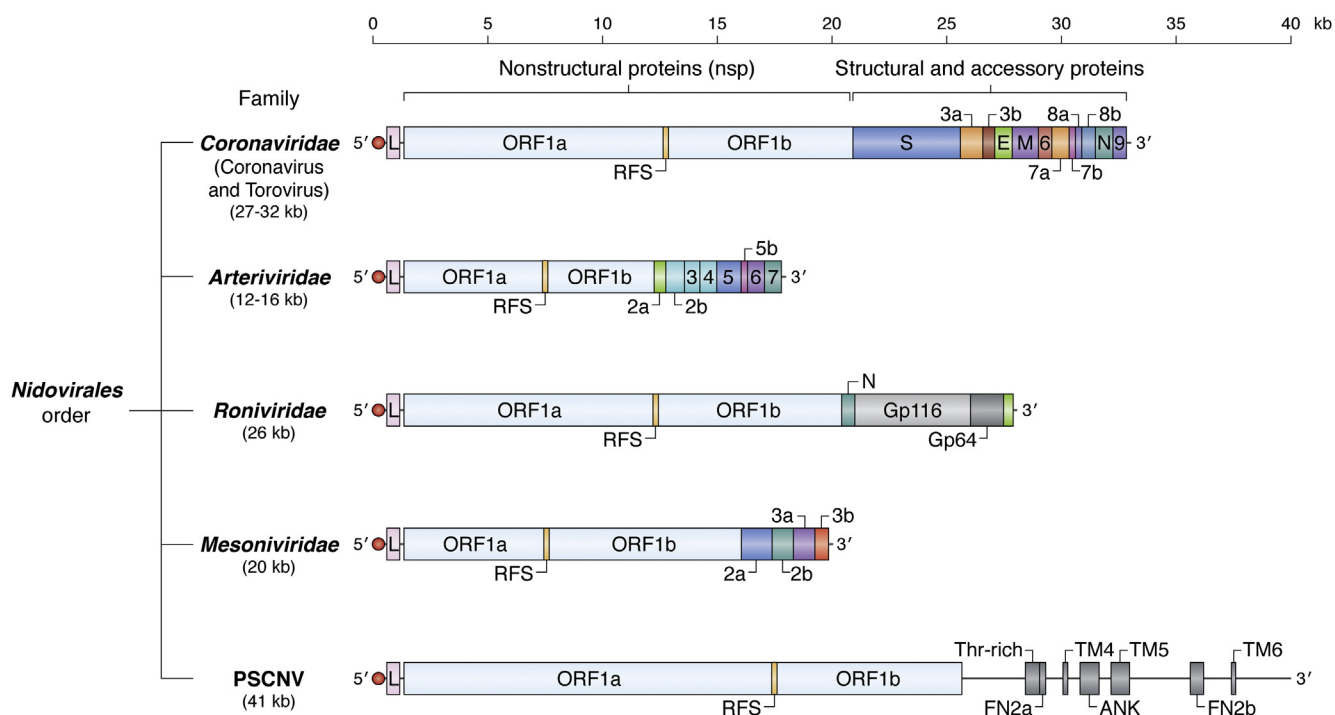 0 5 10 15 20 25 30 35 40 kb
Nonstructural proteins (nsp) Structural and accessory proteins
Family
3a 3b 8a 8b
Coronaviridae 5′ L ORF1a ORF1b S E M 6 N 9 3′
(Coronavirus RFS 7a 7b
and Torovirus)
(27-32 kb)
5b
Arteriviridae 5′ L ORF1a ORF1b 3 4 5 6 7 3′
(12-16 kb) RFS 2a 2b
N
Nidovirales
order
Roniviridae 5′ L ORF1a ORF1b Gp116 3′
(26 kb) RFS Gp64
3a 3b
Mesoniviridae 5′ L ORF1a ORF1b 3′
(20 kb) RFS 2a 2b
Thr-rich TM4 TM5 TM6
PSCNV 5′ L ORF1a ORF1b 3′
(41 kb) RFS FN2a ANK FN2b